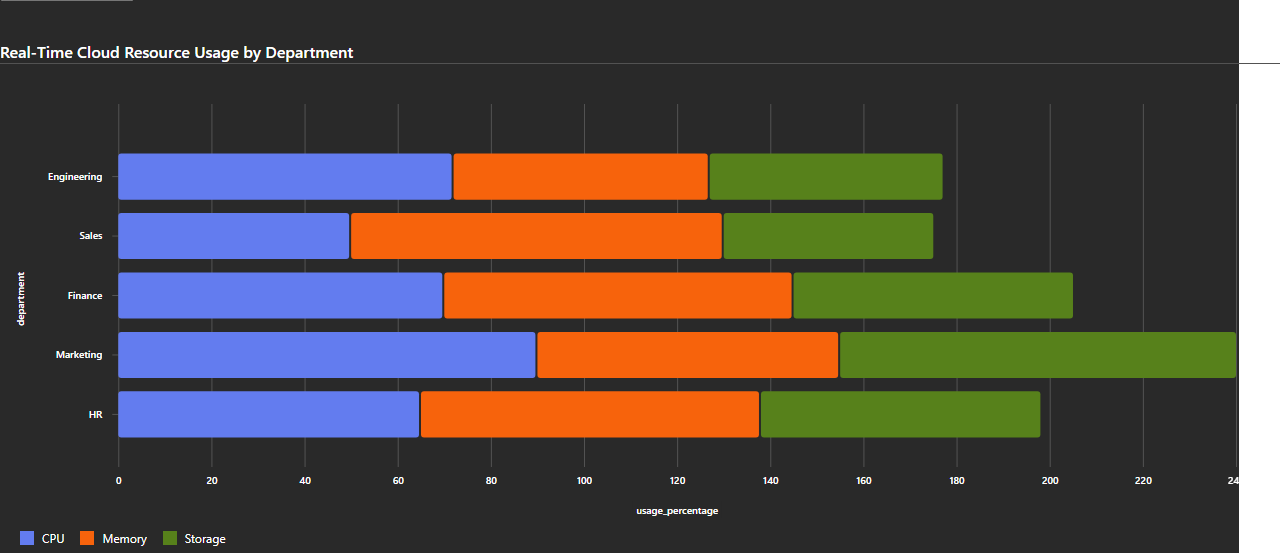 Real-Time Cloud Resource Usage by Department
Engineering
Sales
Finance
Marketing
HR
department
0 20 40 60 80 100 120 140 160 180 200 220 24
usage_percentage
CPU Memory Storage